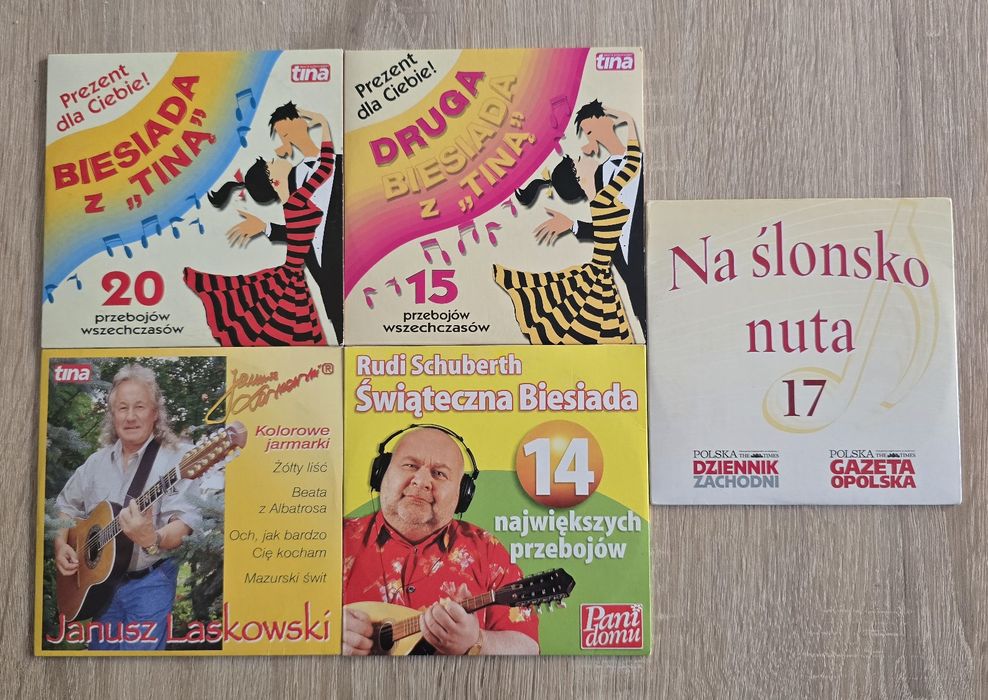 Prezent
dla Ciebie!
tina
BIESIADA
z „TINĄ”
20
przebojów
wszechczasów
Prezent
dla Ciebie!
tina
DRUGA
BIESIADA
z „TINĄ”
15
przebojów
wszechczasów
Na ślonsko
nuta
17
POLSKA THE TIMES
DZIENNIK
ZACHODNI
POLSKA THE TIMES
GAZETA
OPOLSKA
tina
Kolorowe
jarmarki
Żółty liść
Beata
z Albatrosa
Och, jak bardzo
Cię kocham
Mazurski świt
Janusz Laskowski
Rudi Schuberth
Świąteczna Biesiada
14
największych
przebojów
Pani
domu